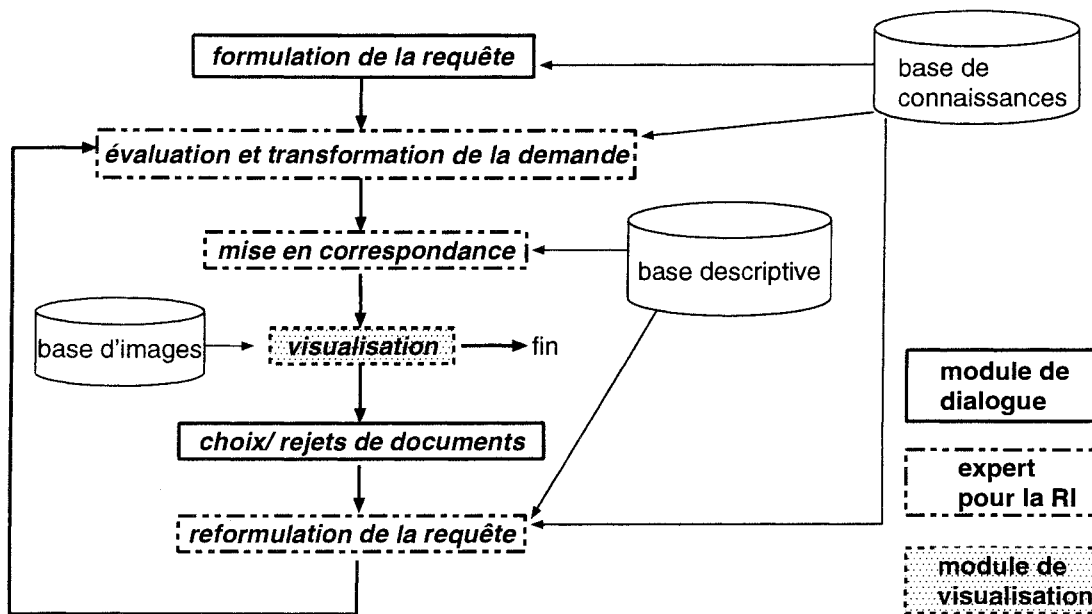 formulation de la requête
base de
connaissances
évaluation et transformation de la demande
mise en correspondance
base descriptive
base d'images
visualisation
fin
choix/ rejets de documents
reformulation de la requête
module de
dialogue
expert
pour la RI
module de
visualisation